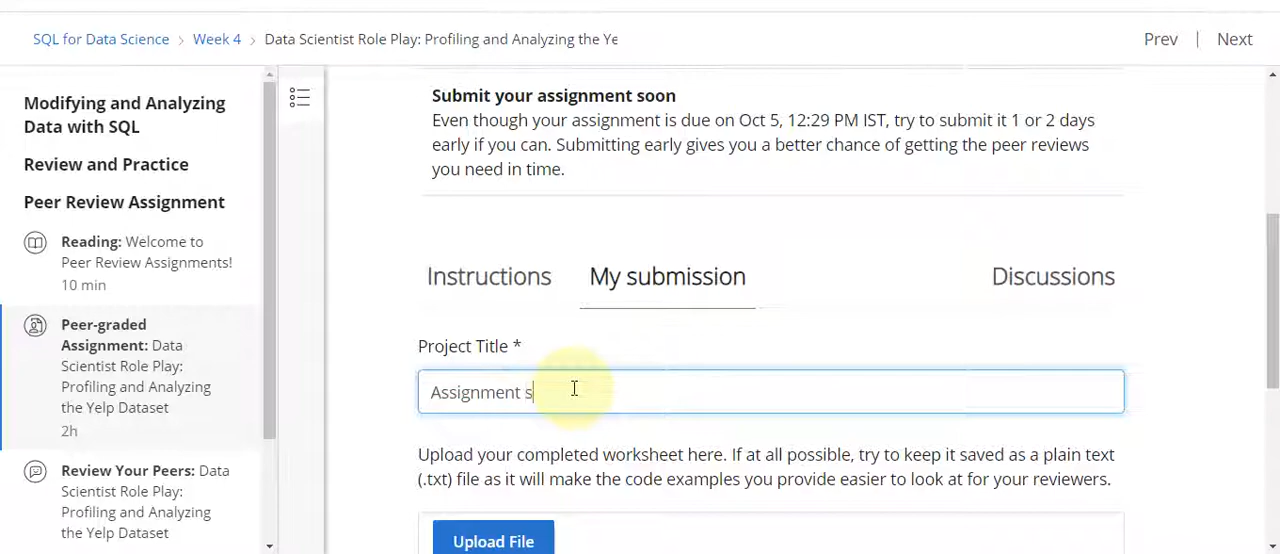 SQL for Data Science > Week 4 > Data Scientist Role Play: Profiling and Analyzing the Ye
Prev | Next
Modifying and Analyzing
Data with SQL
Review and Practice
Peer Review Assignment
Reading: Welcome to
Peer Review Assignments!
10 min
Peer-graded
Assignment: Data
Scientist Role Play:
Profiling and Analyzing
the Yelp Dataset
2h
Review Your Peers: Data
Scientist Role Play:
Profiling and Analyzing
the Yelp Dataset
Submit your assignment soon
Even though your assignment is due on Oct 5, 12:29 PM IST, try to submit it 1 or 2 days
early if you can. Submitting early gives you a better chance of getting the peer reviews
you need in time.
Instructions
My submission
Discussions
Project Title *
Assignment s
Upload your completed worksheet here. If at all possible, try to keep it saved as a plain text
(.txt) file as it will make the code examples you provide easier to look at for your reviewers.
Upload File